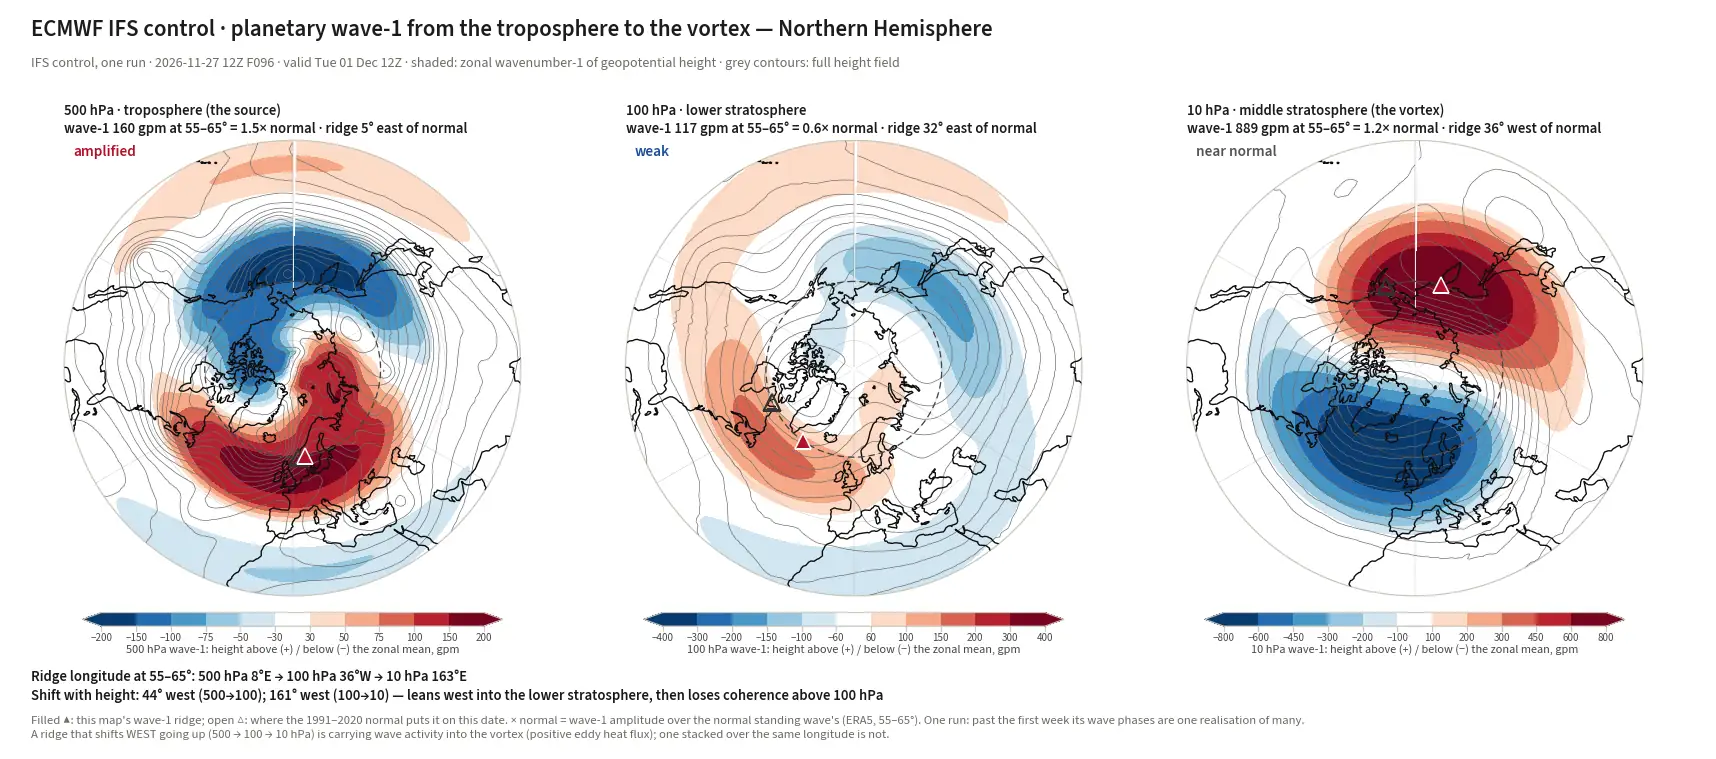 ECMWF IFS control · planetary wave-1 from the troposphere to the vortex — Northern Hemisphere
IFS control, one run · 2026-11-27 12Z F096 · valid Tue 01 Dec 12Z · shaded: zonal wavenumber-1 of geopotential height · grey contours: full height field
500 hPa · troposphere (the source)
wave-1 160 gpm at 55–65° = 1.5× normal · ridge 5° east of normal
amplified
100 hPa · lower stratosphere
wave-1 117 gpm at 55–65° = 0.6× normal · ridge 32° east of normal
weak
10 hPa · middle stratosphere (the vortex)
wave-1 889 gpm at 55–65° = 1.2× normal · ridge 36° west of normal
near normal
−200 −150 −100 −75 −50 −30 30 50 75 100 150 200
500 hPa wave-1: height above (+) / below (−) the zonal mean, gpm
−400 −300 −200 −150 −100 −60 60 100 150 200 300 400
100 hPa wave-1: height above (+) / below (−) the zonal mean, gpm
−800 −600 −450 −300 −200 −100 100 200 300 450 600 800
10 hPa wave-1: height above (+) / below (−) the zonal mean, gpm
Ridge longitude at 55–65°: 500 hPa 8°E → 100 hPa 36°W → 10 hPa 163°E
Shift with height: 44° west (500→100); 161° west (100→10) — leans west into the lower stratosphere, then loses coherence above 100 hPa
Filled ▲: this map's wave-1 ridge; open △: where the 1991–2020 normal puts it on this date. × normal = wave-1 amplitude over the normal standing wave's (ERA5, 55–65°). One run: past the first week its wave phases are one realisation of many.
A ridge that shifts WEST going up (500 → 100 → 10 hPa) is carrying wave activity into the vortex (positive eddy heat flux); one stacked over the same longitude is not.